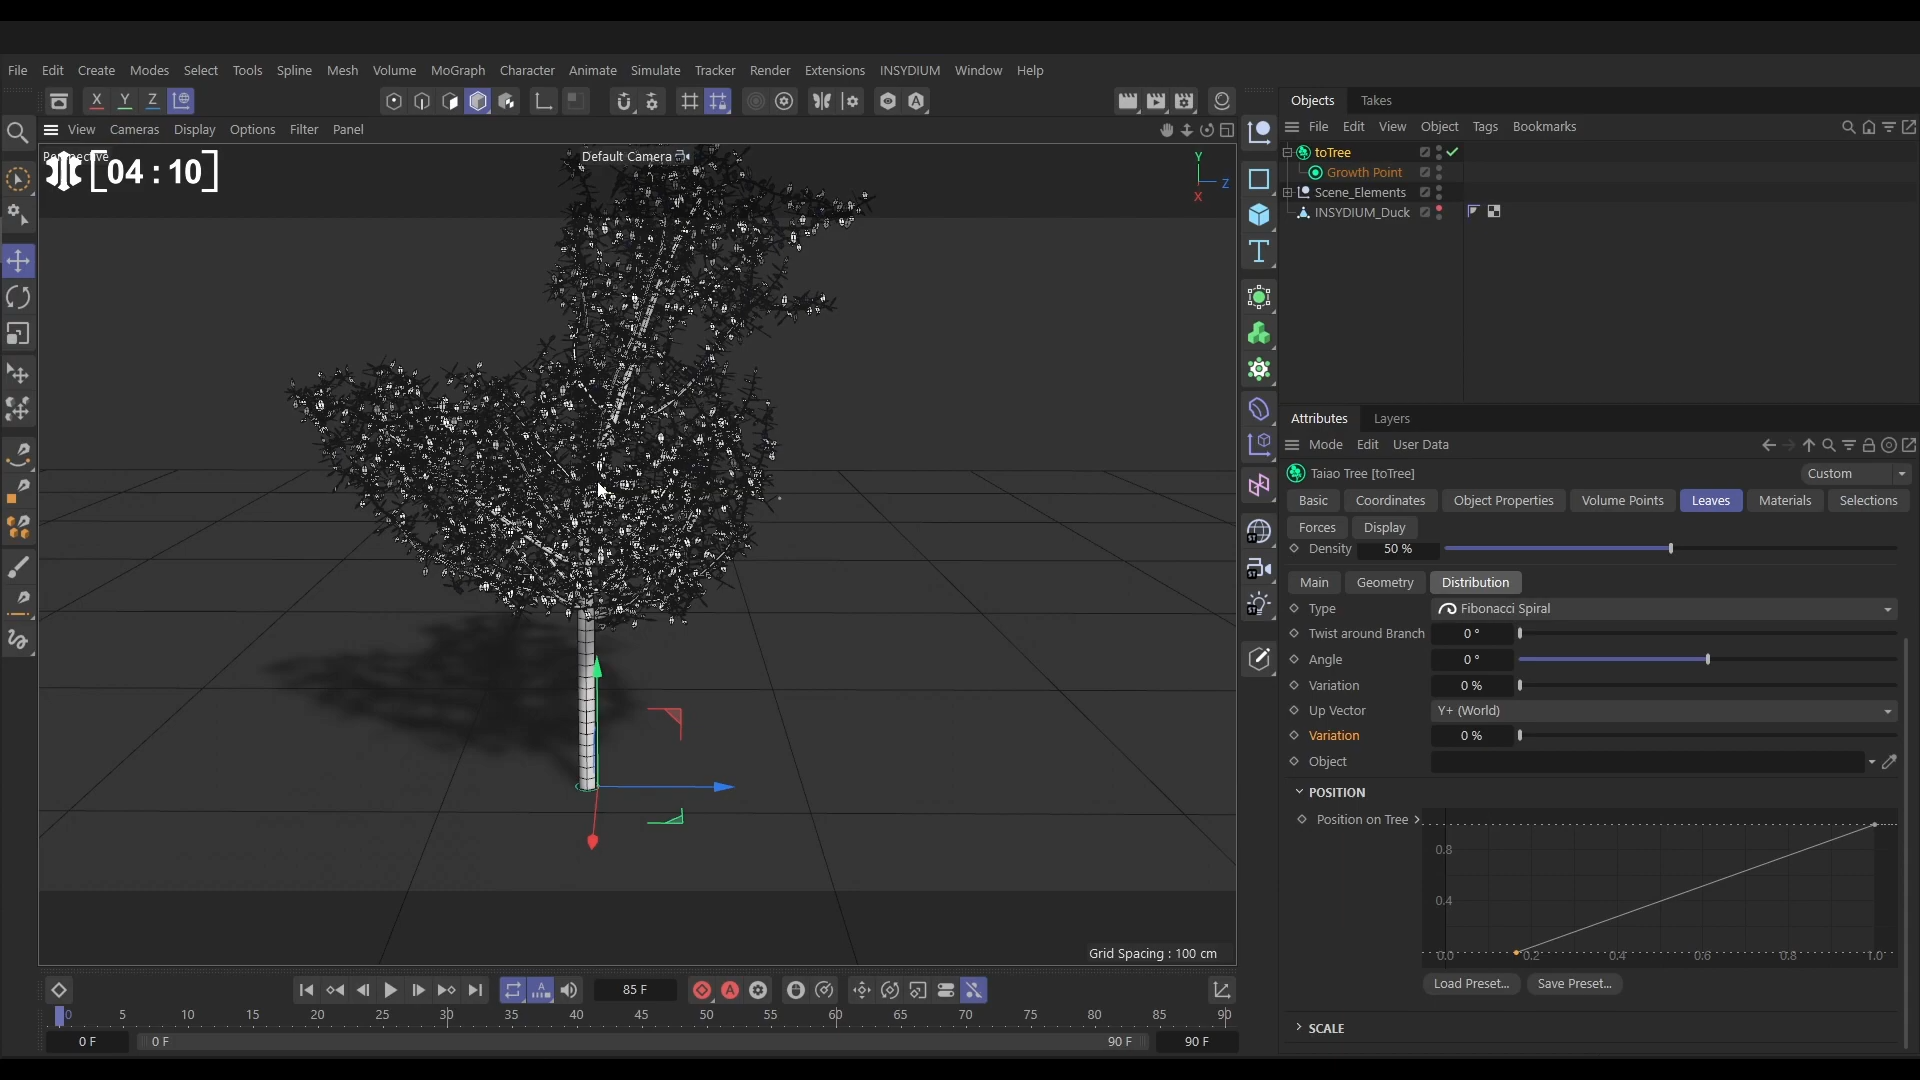 File Edit Create Modes Select Tools Spline Mesh Volume MoGraph Character Animate Simulate Tracker Render Extensions INSYDIUM Window Help
X Y Z
Objects Takes
View Cameras Display Options Filter Panel
File Edit View Object Tags Bookmarks
Default Camera
[04:10]
Y
Z
X
toTree
Growth Point
Scene_Elements
INSYDIUM_Duck
Attributes Layers
Mode Edit User Data
Taiao Tree [toTree] Custom
Basic Coordinates Object Properties Volume Points Leaves Materials Selections
Forces Display
Density 50 %
Main Geometry Distribution
Type Fibonacci Spiral
Twist around Branch 0 °
Angle 0 °
Variation 0 %
Up Vector Y+ (World)
Variation 0 %
Object
POSITION
Position on Tree
0.8
0.4
0.0 0.2 0.4 0.6 0.8 1.0
Load Preset... Save Preset...
SCALE
Grid Spacing : 100 cm
85 F
0 5 10 15 20 25 30 35 40 45 50 55 60 65 70 75 80 85 90
0 F 0 F 90 F 90 F